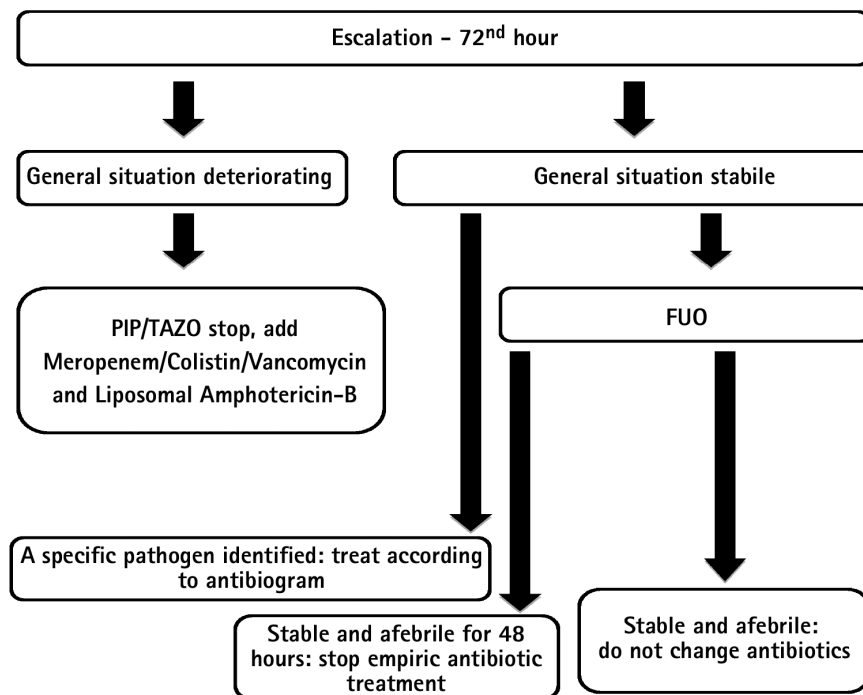 Escalation - 72nd hour
General situation deteriorating
General situation stabile
PIP/TAZO stop, add
Meropenem/Colistin/Vancomycin
and Liposomal Amphotericin-B
FUO
A specific pathogen identified: treat according
to antibiogram
Stable and afebrile for 48
hours: stop empiric antibiotic
treatment
Stable and afebrile:
do not change antibiotics